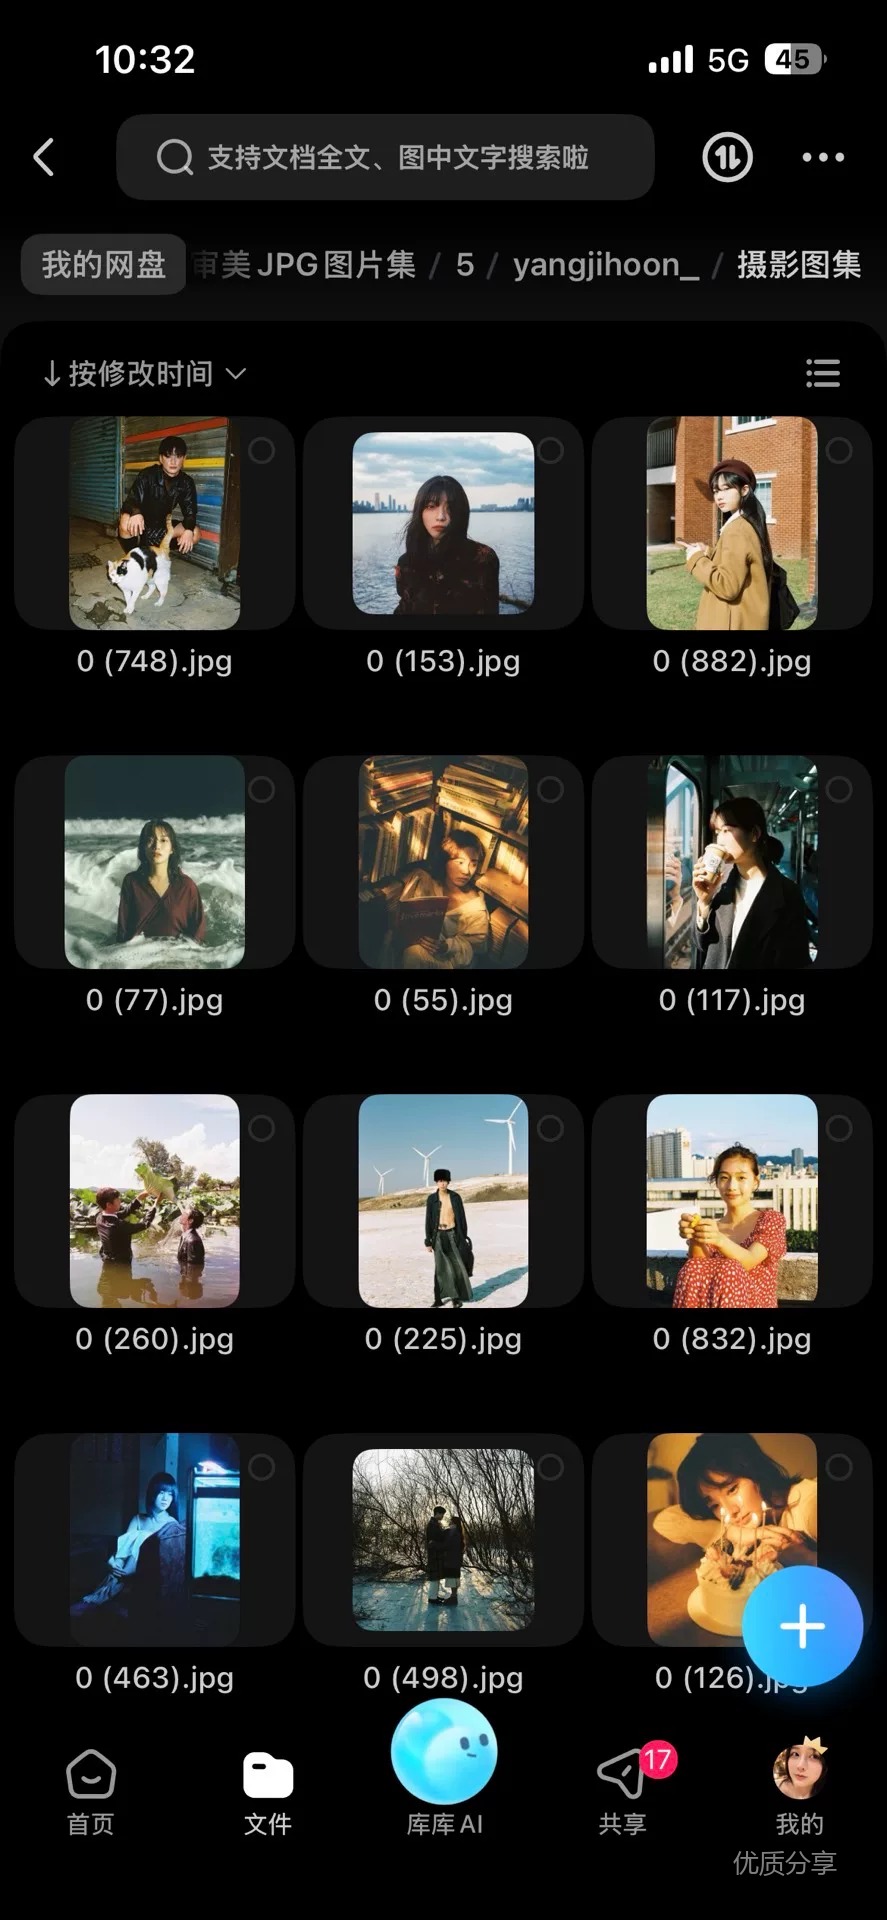 10:32
5G 45
支持文档全文、图中文字搜索啦
我的网盘 审美JPG图片集 / 5 / yangjihoon_ / 摄影图集
按修改时间
0 (748).jpg 0 (153).jpg 0 (882).jpg
0 (77).jpg 0 (55).jpg 0 (117).jpg
0 (260).jpg 0 (225).jpg 0 (832).jpg
0 (463).jpg 0 (498).jpg 0 (126).jpg
17
首页 文件 库库AI 共享 我的
优质分享